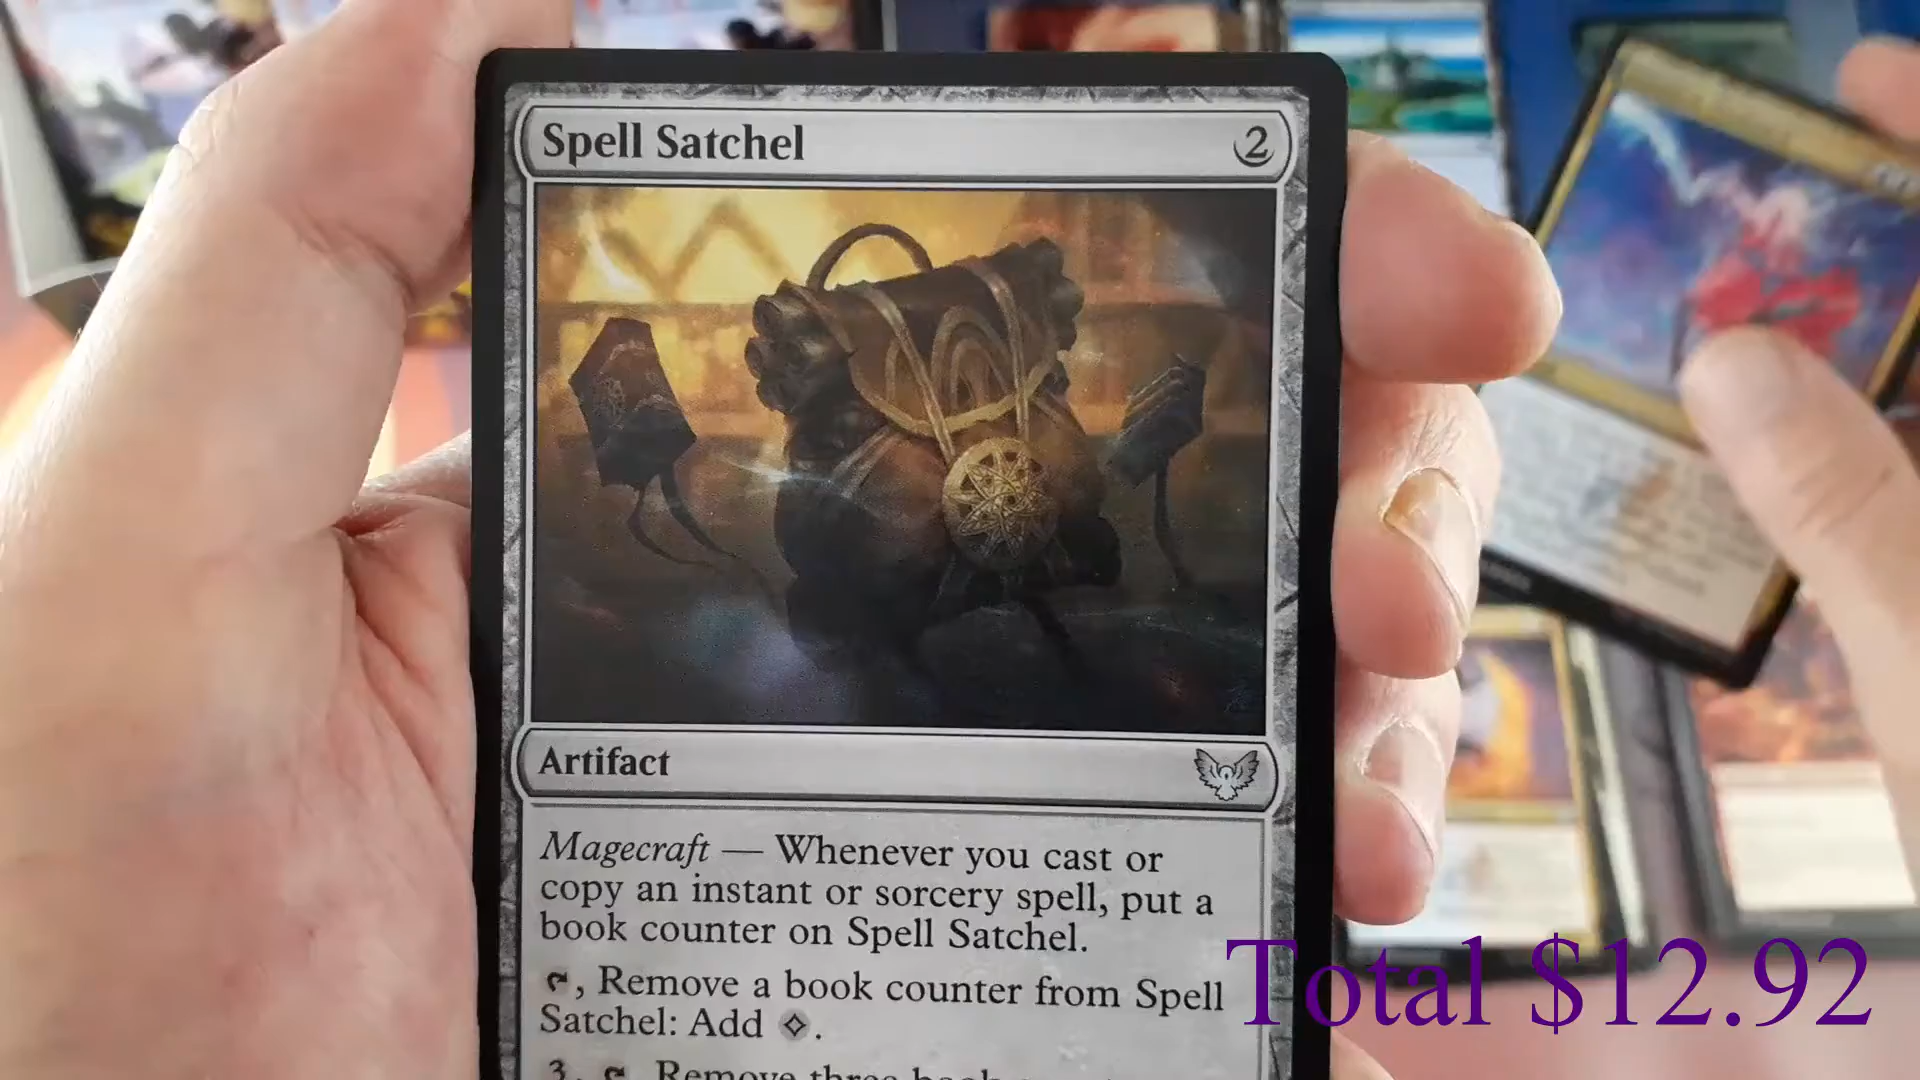 Spell Satchel 2
Artifact
Magecraft — Whenever you cast or
copy an instant or sorcery spell, put a
book counter on Spell Satchel.
, Remove a book counter from Spell
Satchel: Add .
3, , Remove three book
Total $12.92